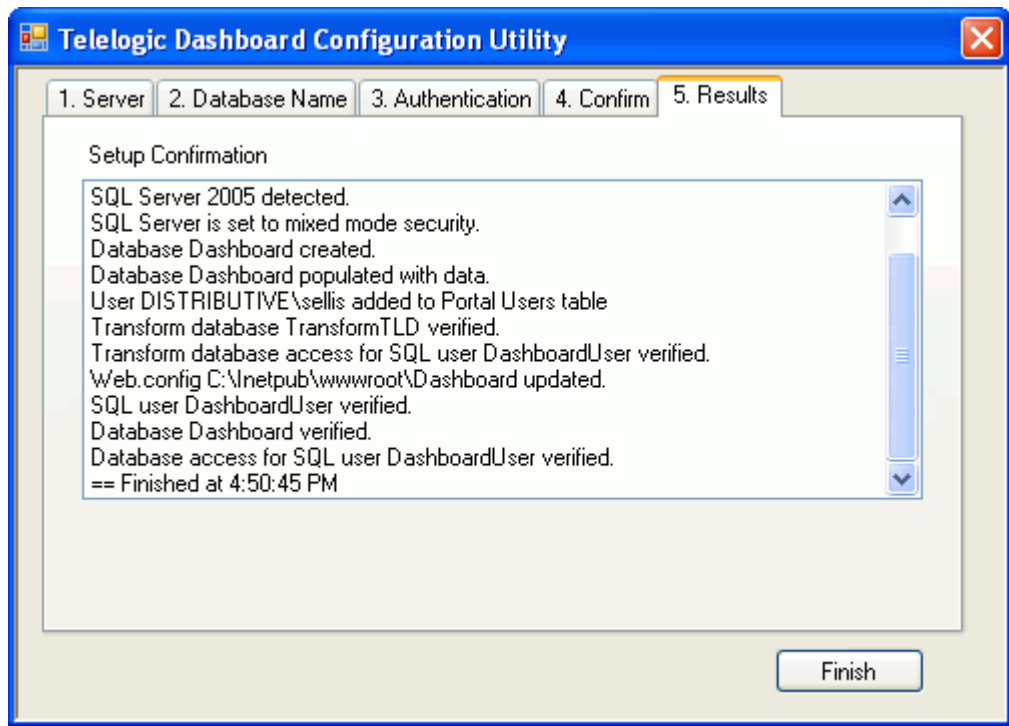 Telelogic Dashboard Configuration Utility
1. Server 2. Database Name 3. Authentication 4. Confirm 5. Results
Setup Confirmation
SQL Server 2005 detected.
SQL Server is set to mixed mode security.
Database Dashboard created.
Database Dashboard populated with data.
User DISTRIBUTIVE\sellis added to Portal Users table
Transform database TransformTLD verified.
Transform database access for SQL user DashboardUser verified.
Web.config C:\Inetpub\wwwroot\Dashboard updated.
SQL user DashboardUser verified.
Database Dashboard verified.
Database access for SQL user DashboardUser verified.
== Finished at 4:50:45 PM
Finish